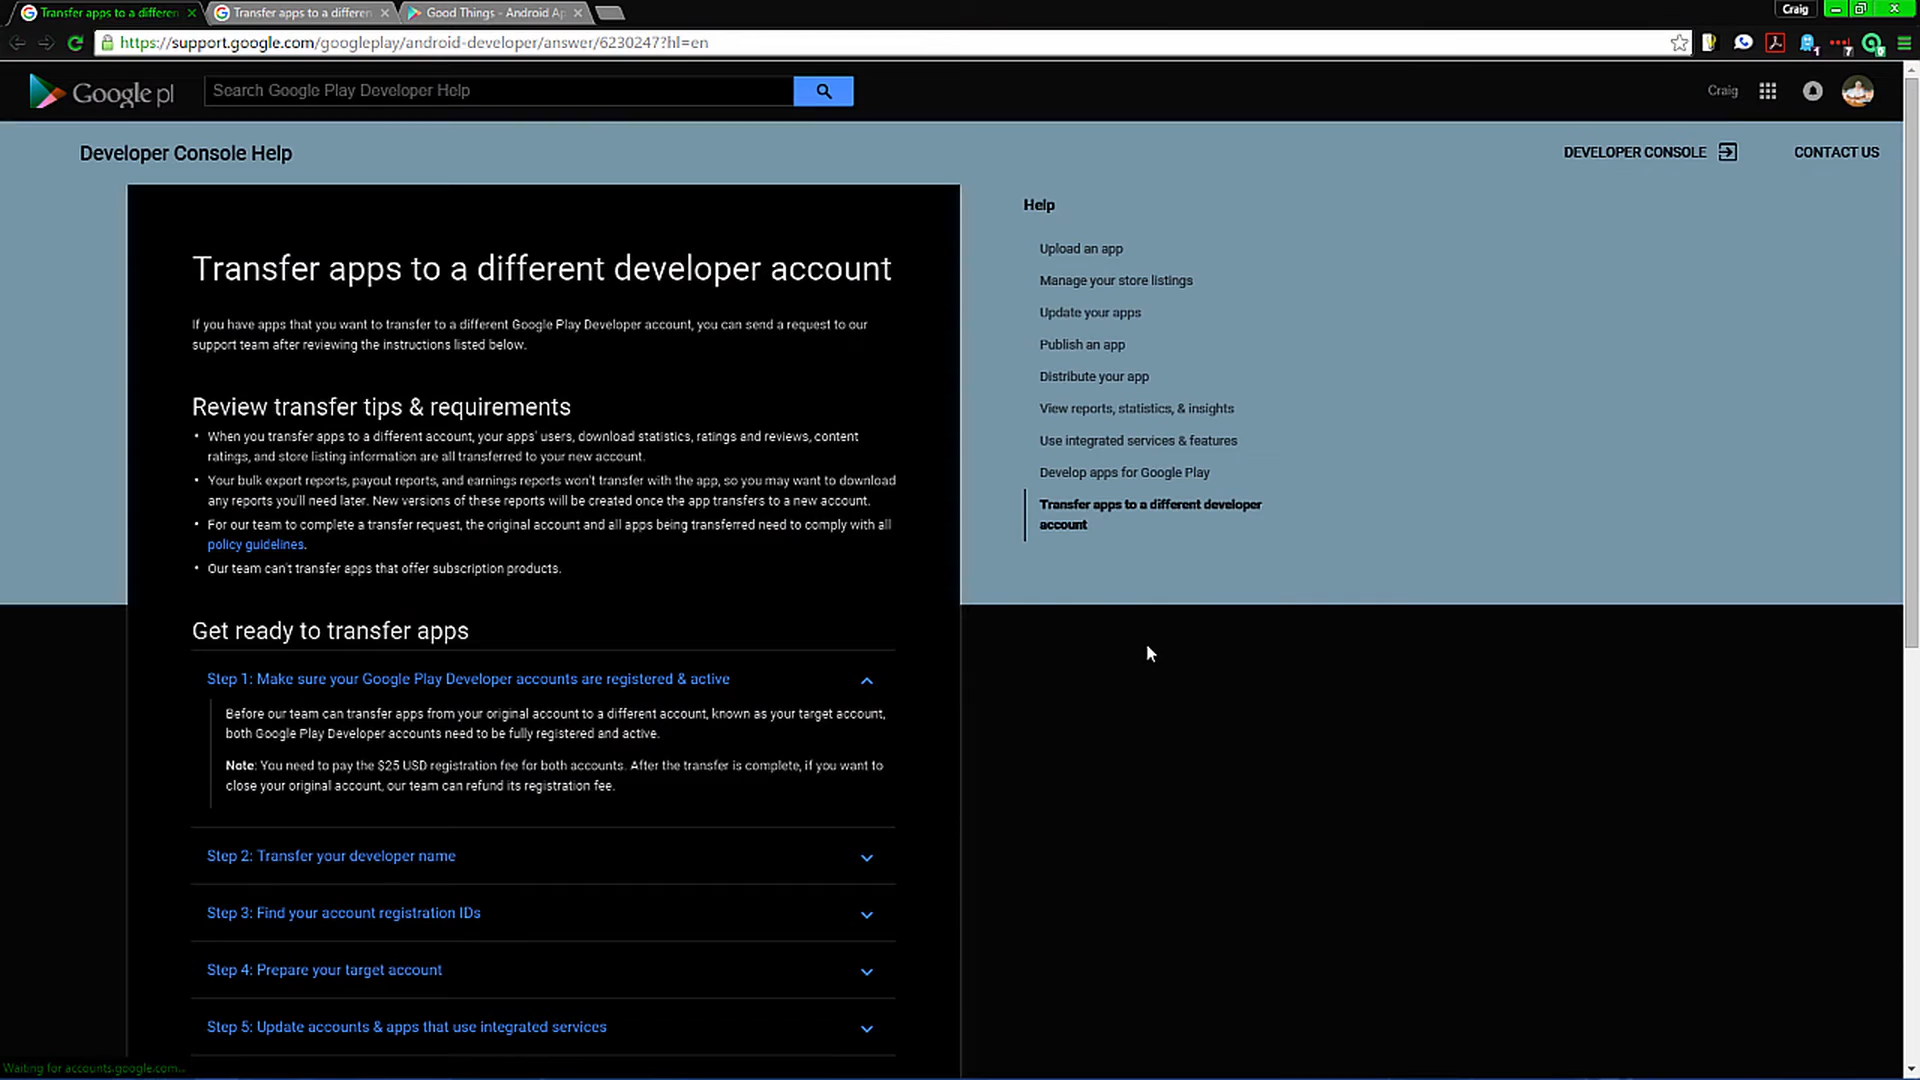 Transfer apps to a differen
Transfer apps to a differen
Good Things - Android Ap
Craig
https://support.google.com/googleplay/android-developer/answer/6230247?hl=en
Google pl
Search Google Play Developer Help
Craig
Developer Console Help
DEVELOPER CONSOLE
CONTACT US
Transfer apps to a different developer account
If you have apps that you want to transfer to a different Google Play Developer account, you can send a request to our
support team after reviewing the instructions listed below.
Review transfer tips & requirements
• When you transfer apps to a different account, your apps' users, download statistics, ratings and reviews, content
ratings, and store listing information are all transferred to your new account.
• Your bulk export reports, payout reports, and earnings reports won't transfer with the app, so you may want to download
any reports you'll need later. New versions of these reports will be created once the app transfers to a new account.
• For our team to complete a transfer request, the original account and all apps being transferred need to comply with all
policy guidelines.
• Our team can't transfer apps that offer subscription products.
Get ready to transfer apps
Step 1: Make sure your Google Play Developer accounts are registered & active
Before our team can transfer apps from your original account to a different account, known as your target account,
both Google Play Developer accounts need to be fully registered and active.
Note: You need to pay the $25 USD registration fee for both accounts. After the transfer is complete, if you want to
close your original account, our team can refund its registration fee.
Step 2: Transfer your developer name
Step 3: Find your account registration IDs
Step 4: Prepare your target account
Step 5: Update accounts & apps that use integrated services
Help
Upload an app
Manage your store listings
Update your apps
Publish an app
Distribute your app
View reports, statistics, & insights
Use integrated services & features
Develop apps for Google Play
Transfer apps to a different developer
account
Waiting for accounts.google.com...